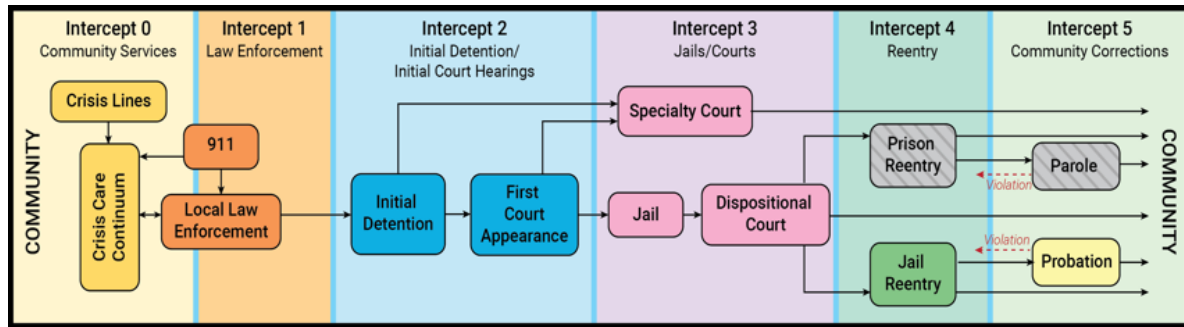 Intercept 0
Community Services
Intercept 1
Law Enforcement
Intercept 2
Initial Detention/
Initial Court Hearings
Intercept 3
Jails/Courts
Intercept 4
Reentry
Intercept 5
Community Corrections
COMMUNITY
Crisis Lines
Crisis Care
Continuum
911
Local Law
Enforcement
Initial
Detention
First
Court
Appearance
Specialty Court
Jail
Dispositional
Court
Prison
Reentry
Violation
Parole
Jail
Reentry
Violation
Probation
COMMUNITY